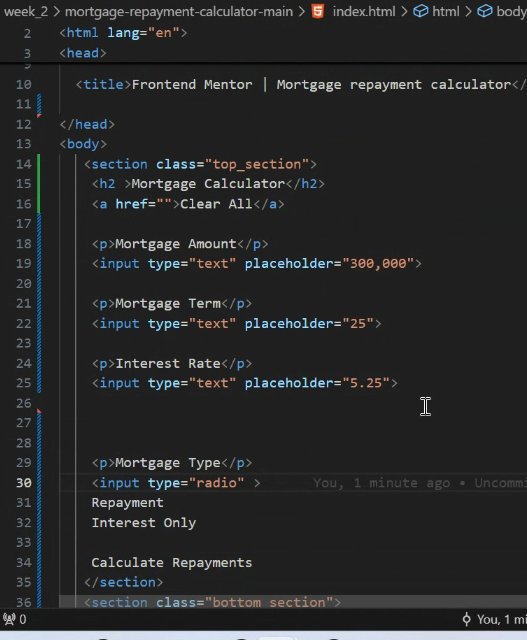 week_2 > mortgage-repayment-calculator-main > index.html > html > body
2 <html lang="en">
3 <head>
10 <title>Frontend Mentor | Mortgage repayment calculator</
11
12 </head>
13 <body>
14 <section class="top_section">
15 <h2 >Mortgage Calculator</h2>
16 <a href="">Clear All</a>
17
18 <p>Mortgage Amount</p>
19 <input type="text" placeholder="300,000">
20
21 <p>Mortgage Term</p>
22 <input type="text" placeholder="25">
23
24 <p>Interest Rate</p>
25 <input type="text" placeholder="5.25">
26
27
28
29 <p>Mortgage Type</p>
30 <input type="radio" > You, 1 minute ago • Uncommi
31 Repayment
32 Interest Only
33
34 Calculate Repayments
35 </section>
36 <section class="bottom section">
0 You, 1 mi